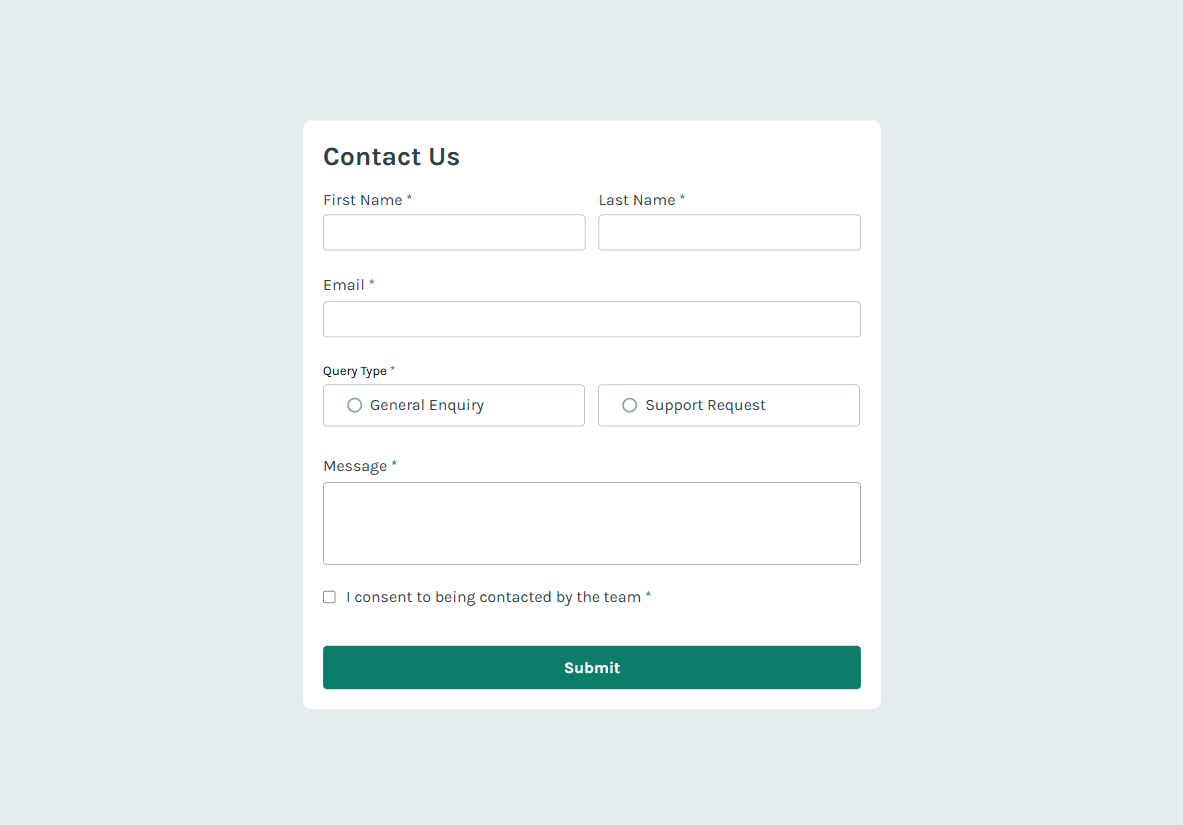 Contact Us
First Name * Last Name *
Email *
Query Type *
General Enquiry Support Request
Message *
I consent to being contacted by the team *
Submit